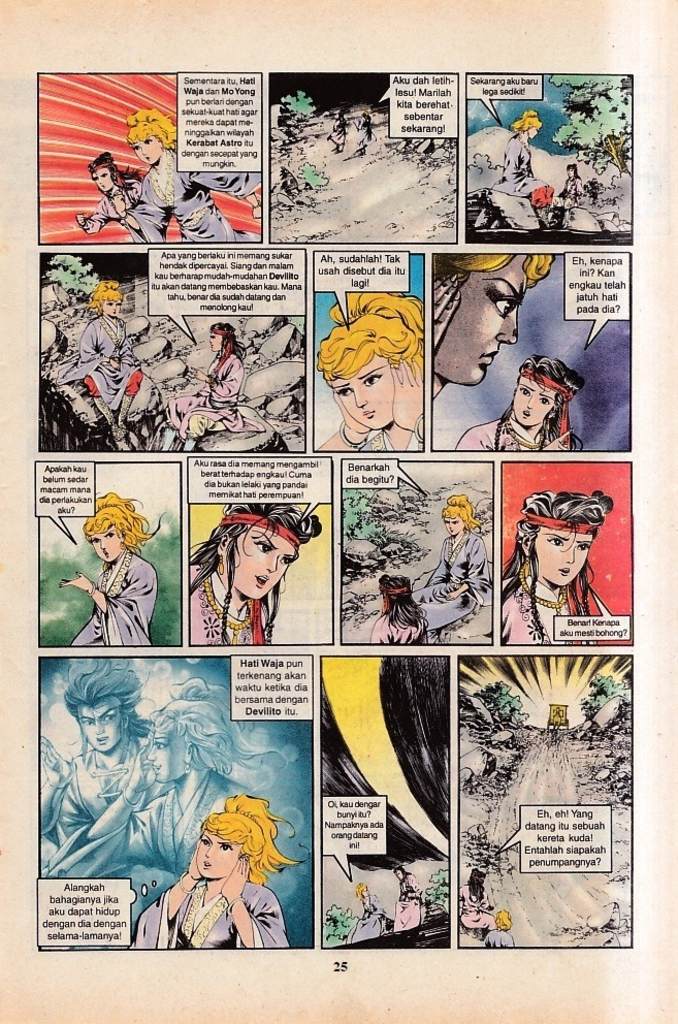 Sementara itu, Hati
Waja dan Mo Yong
pun berlari dengan
sekuat-kuat hati agar
mereka dapat me-
ninggalkan wilayah
Kerabat Astro itu
dengan secepat yang
mungkin.
Aku dah letih-
lesu! Marilah
kita berehat-
sebentar
sekarang!
Sekarang aku baru
lega sedikit!
Apa yang berlaku ini memang sukar
hendak dipercayai. Siang dan malam
kau berharap mudah-mudahan Devilito
itu akan datang membebaskan kau. Mana
tahu, benar dia sudah datang dan
menolong kau!
Ah, sudahlah! Tak
usah disebut dia itu
lagi!
Eh, kenapa
ini? Kan
engkau telah
jatuh hati
pada dia?
Apakah kau
belum sedar
macam mana
dia perlakukan
aku?
Aku rasa dia memang mengambil
berat terhadap engkau! Cuma
dia bukan lelaki yang pandai
memikat hati perempuan!
Benarkah
dia begitu?
Benar! Kenapa
aku mesti bohong?
Hati Waja pun
terkenang akan
waktu ketika dia
bersama dengan
Devilito itu.
Alangkah
bahagianya jika
aku dapat hidup
dengan dia dengan
selama-lamanya!
Oi, kau dengar
bunyi itu?
Nampaknya ada
orang datang
ini!
Eh, eh! Yang
datang itu sebuah
kereta kuda!
Entahlah siapakah
penumpangnya?
25